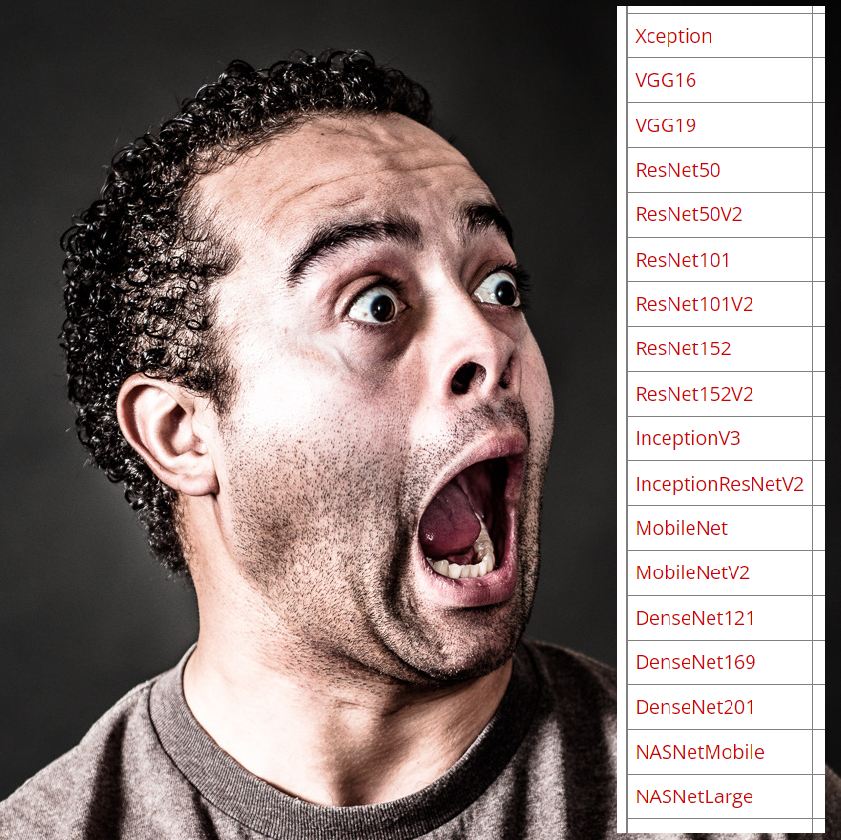 Xception
VGG16
VGG19
ResNet50
ResNet50V2
ResNet101
ResNet101V2
ResNet152
ResNet152V2
InceptionV3
InceptionResNetV2
MobileNet
MobileNetV2
DenseNet121
DenseNet169
DenseNet201
NASNetMobile
NASNetLarge